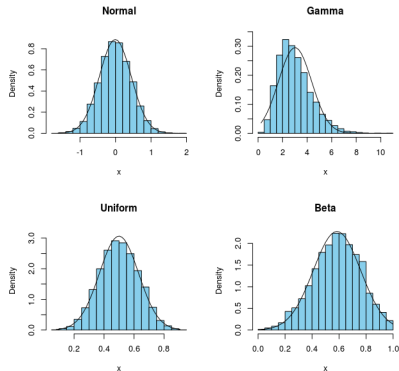 Normal
Density
0.0 0.2 0.4 0.6 0.8
-1 0 1 2
x
Gamma
Density
0.00 0.10 0.20 0.30
0 2 4 6 8 10
x
Uniform
Density
0.0 1.0 2.0 3.0
0.2 0.4 0.6 0.8
x
Beta
Density
0.0 0.5 1.0 1.5 2.0
0.0 0.2 0.4 0.6 0.8 1.0
x